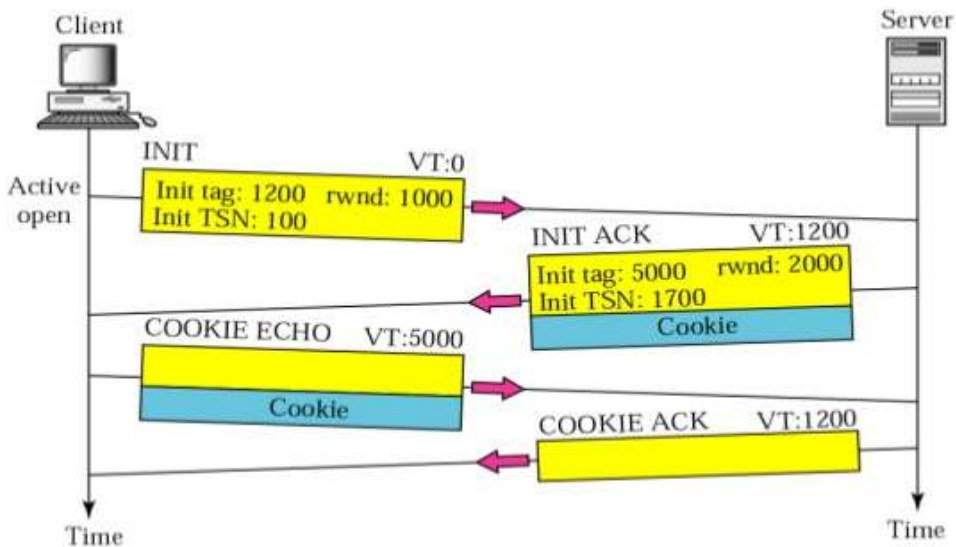 Client
Server
INIT VT:0
Active open
Init tag: 1200 rwnd: 1000
Init TSN: 100
INIT ACK VT:1200
Init tag: 5000 rwnd: 2000
Init TSN: 1700
Cookie
COOKIE ECHO VT:5000
Cookie
COOKIE ACK VT:1200
Time
Time